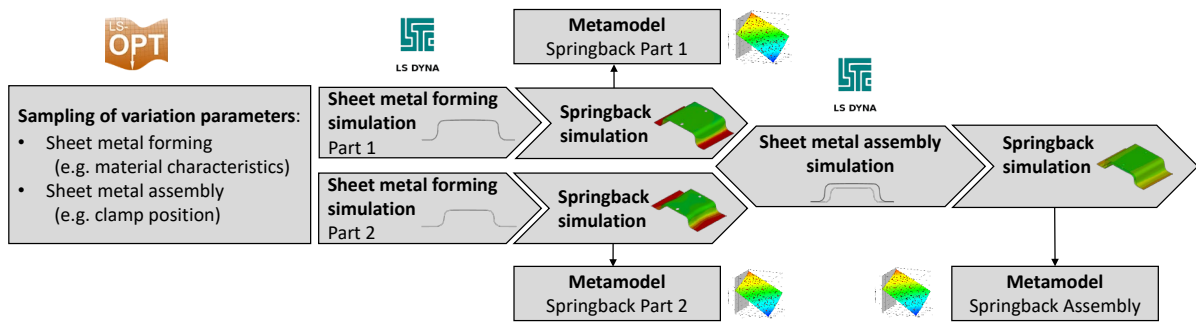 LS-
OPT
LS DYNA
Metamodel
Springback Part 1
LS DYNA
Sampling of variation parameters:
• Sheet metal forming
(e.g. material characteristics)
• Sheet metal assembly
(e.g. clamp position)
Sheet metal forming
simulation
Part 1
Springback
simulation
Sheet metal forming
simulation
Part 2
Springback
simulation
Sheet metal assembly
simulation
Springback
simulation
Metamodel
Springback Part 2
Metamodel
Springback Assembly